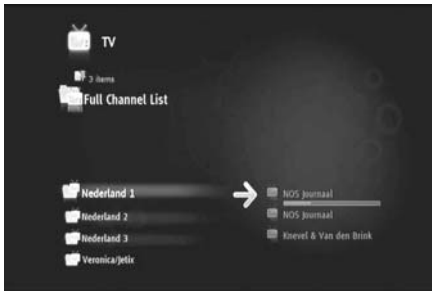 TV
3 items
Full Channel List
Nederland 1
NOS Journaal
Nederland 2
NOS Journaal
Nederland 3
Knevel & Van den Brink
Veronica/Jetix